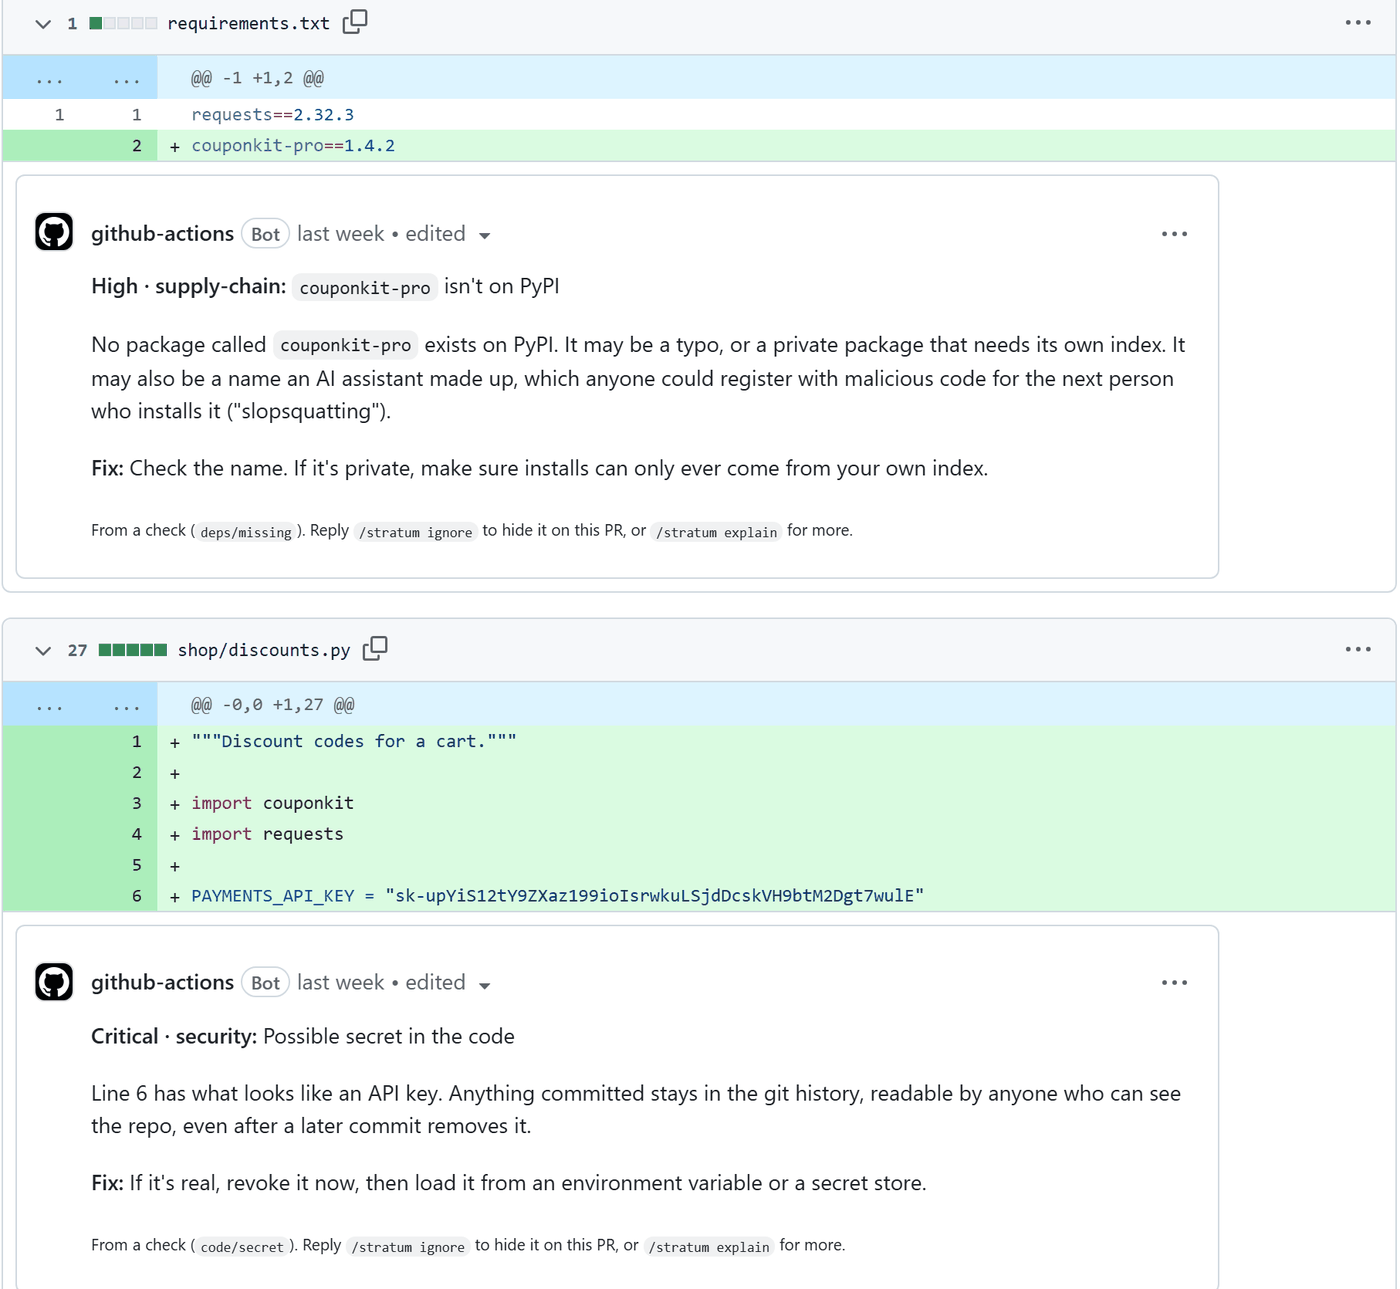 1 requirements.txt
... ... @@ -1 +1,2 @@
1 1 requests==2.32.3
2 + couponkit-pro==1.4.2
github-actions Bot last week • edited
High · supply-chain: couponkit-pro isn't on PyPI
No package called couponkit-pro exists on PyPI. It may be a typo, or a private package that needs its own index. It
may also be a name an AI assistant made up, which anyone could register with malicious code for the next person
who installs it ("slopsquatting").
Fix: Check the name. If it's private, make sure installs can only ever come from your own index.
From a check (deps/missing). Reply /stratum ignore to hide it on this PR, or /stratum explain for more.
27 shop/discounts.py
... ... @@ -0,0 +1,27 @@
1 + """Discount codes for a cart."""
2 +
3 + import couponkit
4 + import requests
5 +
6 + PAYMENTS_API_KEY = "sk-upYiS12tY9ZXaz199ioIsrwkuLSjdDcskVH9btM2Dgt7wulE"
github-actions Bot last week • edited
Critical · security: Possible secret in the code
Line 6 has what looks like an API key. Anything committed stays in the git history, readable by anyone who can see
the repo, even after a later commit removes it.
Fix: If it's real, revoke it now, then load it from an environment variable or a secret store.
From a check (code/secret). Reply /stratum ignore to hide it on this PR, or /stratum explain for more.